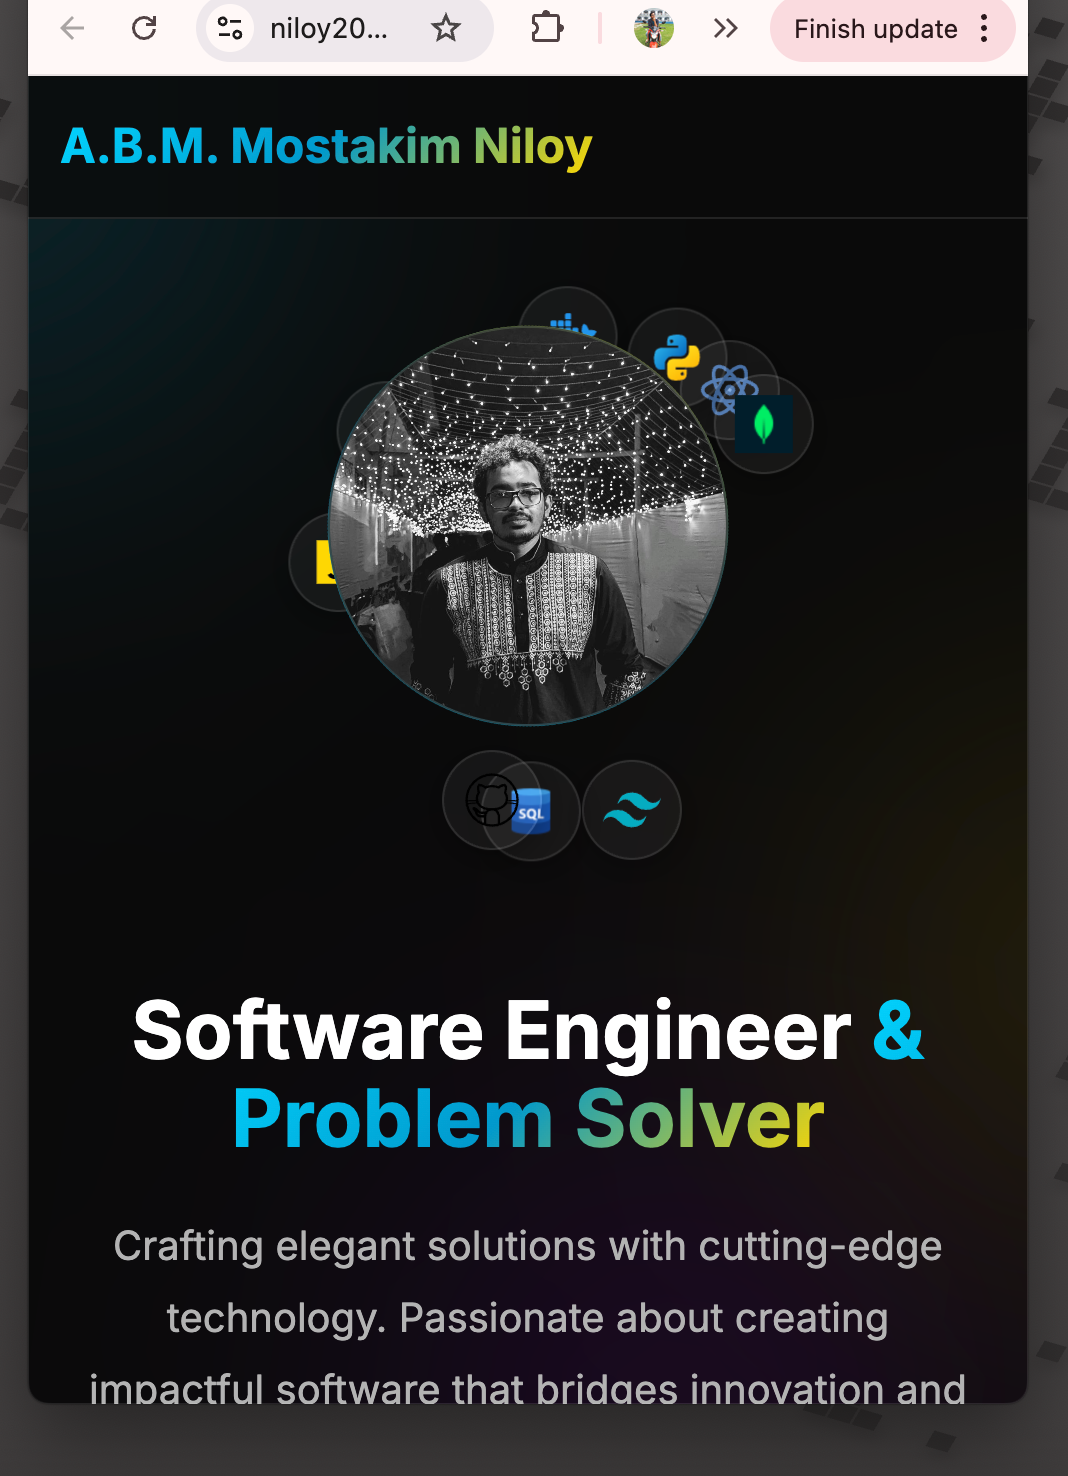 niloy20...
Finish update
A.B.M. Mostakim Niloy
SQL
Software Engineer &
Problem Solver
Crafting elegant solutions with cutting-edge
technology. Passionate about creating
impactful software that bridges innovation and